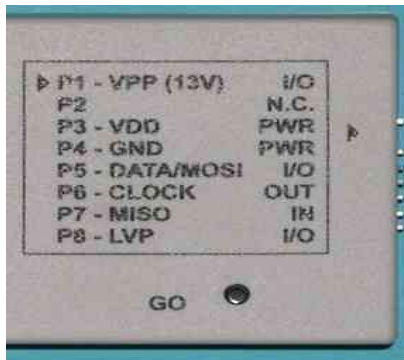 P1 - VPP (13V) I/O
P2 N.C.
P3 - VDD PWR
P4 - GND PWR
P5 - DATA/MOSI I/O
P6 - CLOCK OUT
P7 - MISO IN
P8 - LVP I/O
GO